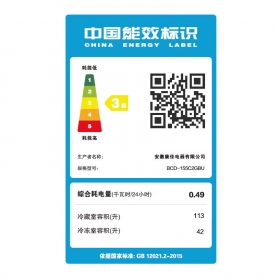 中国能效标识
CHINA ENERGY LABEL
耗能低
1
2
3
4
5
3级
耗能高
生产者名称: 安徽康佳电器有限公司
规格型号: BCD-155C2GBU
综合耗电量(千瓦时/24小时) 0.49
冷藏室容积(升) 113
冷冻室容积(升) 42
依据国家标准: GB 12021.2-2015